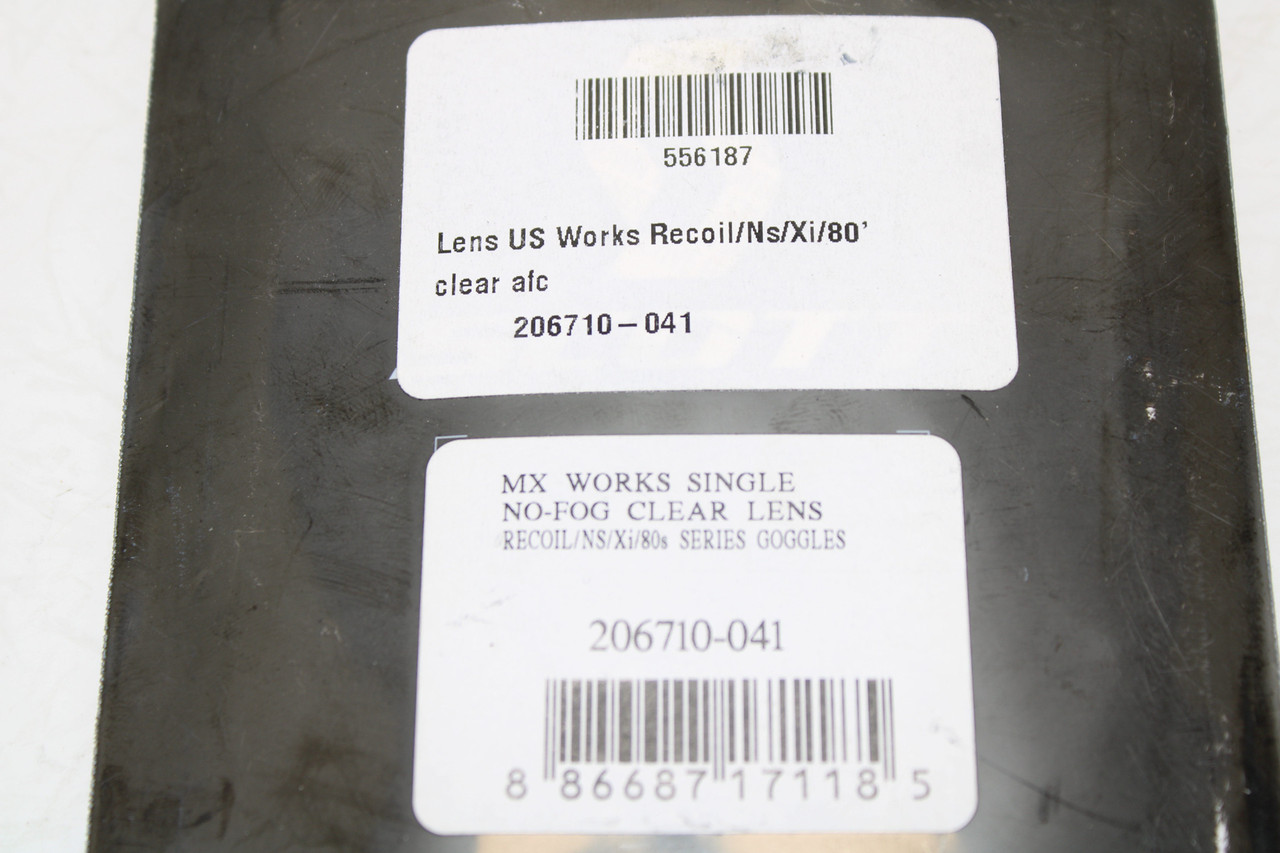 556187
Lens US Works Recoil/Ns/Xi/80'
clear afc
206710-041
MX WORKS SINGLE
NO-FOG CLEAR LENS
RECOIL/NS/Xi/80s SERIES GOGGLES
206710-041
8 86687 17118 5